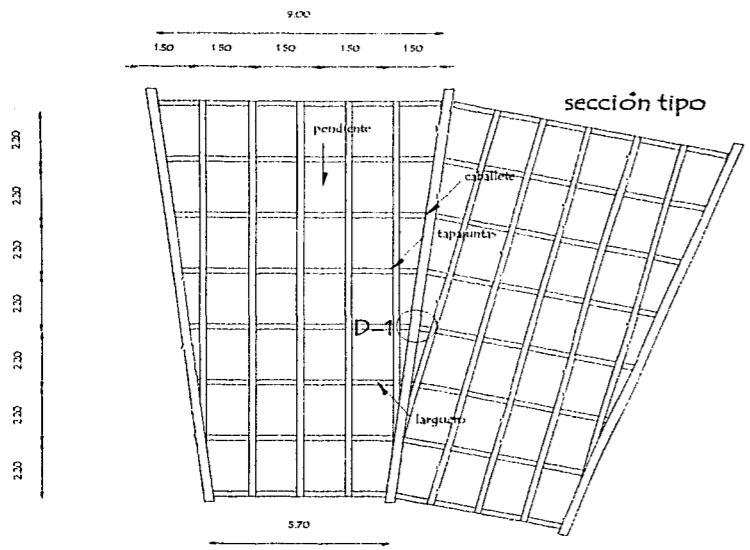 9.00
1.50 1.50 1.50 1.50 1.50
sección tipo
pendiente
caballete
tapajuntas
D-1
larguero
2.30
2.30
2.30
2.30
2.30
2.30
2.30
5.70